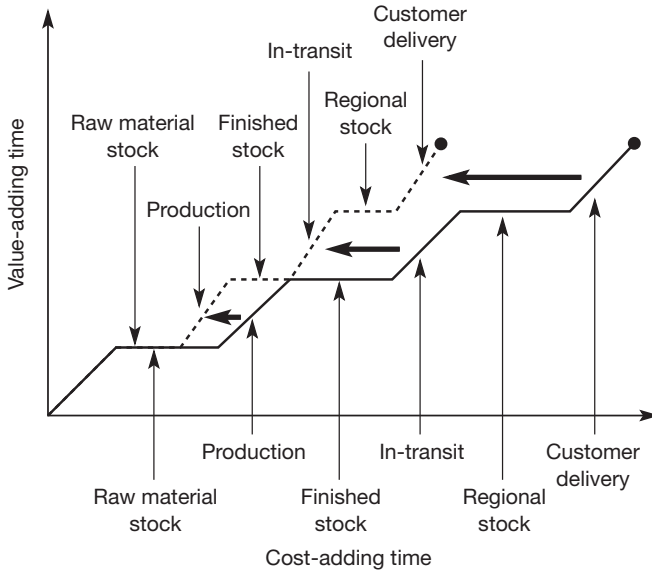 Customer
delivery
In-transit
Regional
stock
Raw material
stock
Finished
stock
Production
Value-adding time
Production
In-transit
Customer
delivery
Raw material
stock
Finished
stock
Regional
stock
Cost-adding time